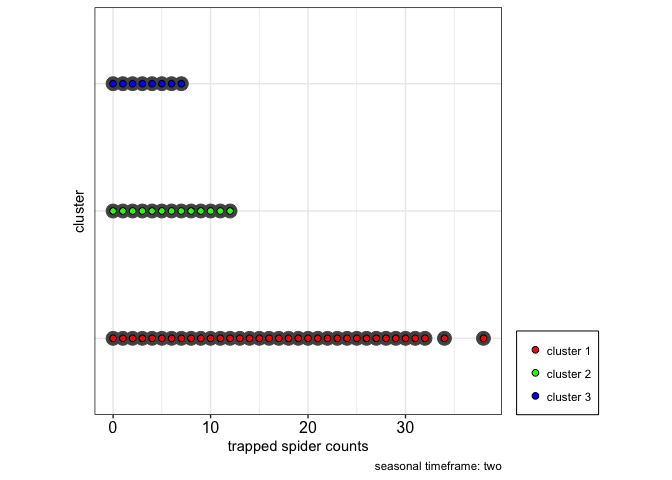 cluster
0 10 20 30
trapped spider counts
seasonal timeframe: two
cluster 1
cluster 2
cluster 3